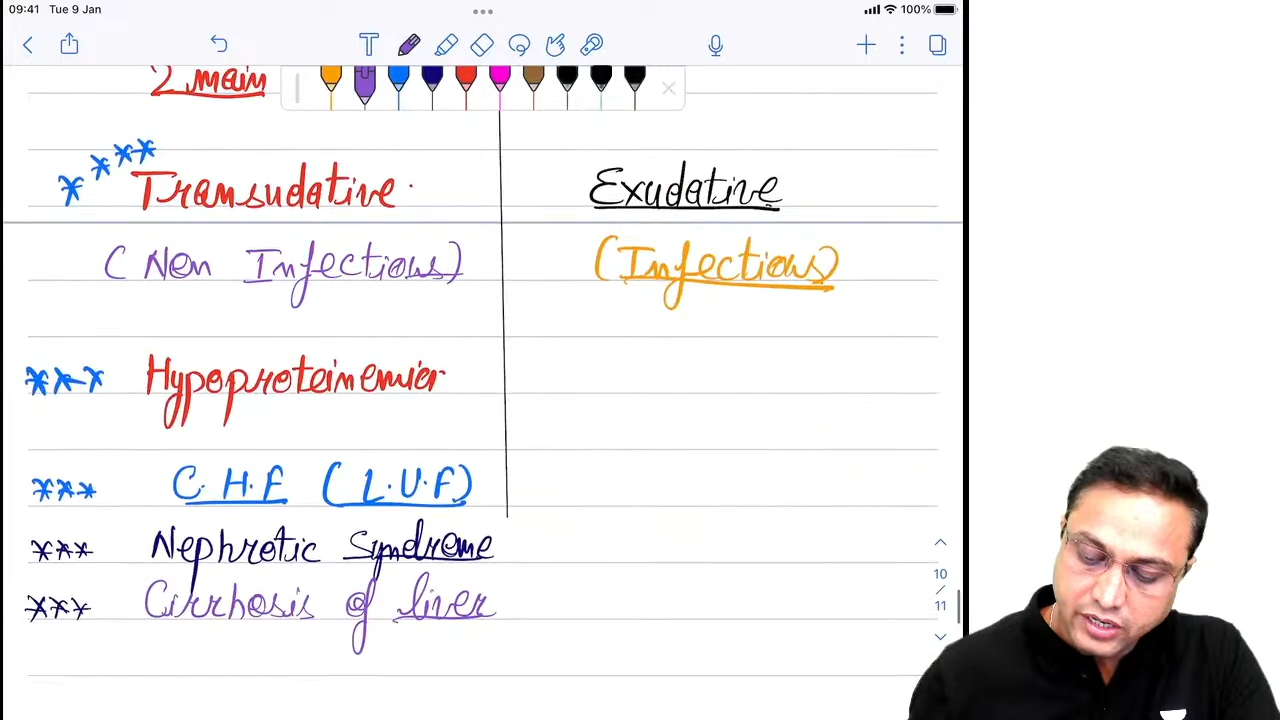 09:41 Tue 9 Jan
100%
T
2 main
**** Transudative
Exudative
(Non Infectious)
(Infectious)
*** Hypoproteinemia
*** C.H.F (L.V.F)
*** Nephrotic Syndrome
*** Cirrhosis of liver
10
/
11